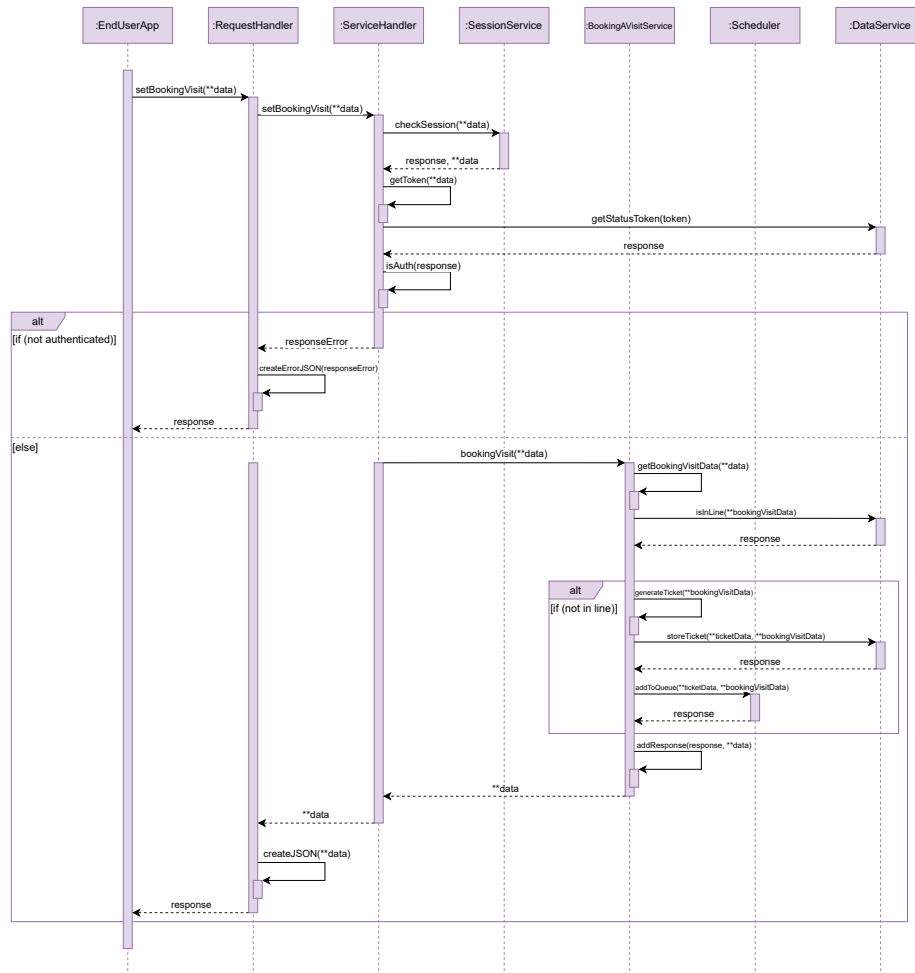 :EndUserApp
:RequestHandler
:ServiceHandler
:SessionService
:BookingAVisitService
:Scheduler
:DataService
setBookingVisit(**data)
setBookingVisit(**data)
checkSession(**data)
response, **data
getToken(**data)
getStatusToken(token)
response
isAuth(response)
alt
[if (not authenticated)]
responseError
createErrorJSON(responseError)
response
[else]
bookingVisit(**data)
getBookingVisitData(**data)
isInLine(**bookingVisitData)
response
alt
generateTicket(**bookingVisitData)
[if (not in line)]
storeTicket(**ticketData, **bookingVisitData)
response
addToQueue(**ticketData, **bookingVisitData)
response
addResponse(response, **data)
**data
**data
createJSON(**data)
response